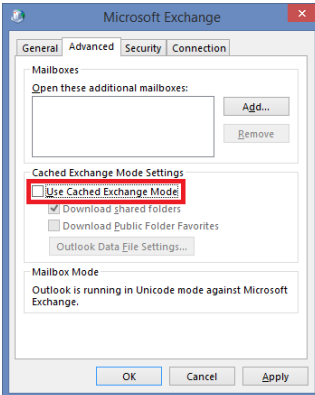 Microsoft Exchange
General Advanced Security Connection
Mailboxes
Open these additional mailboxes:
Add...
Remove
Cached Exchange Mode Settings
Use Cached Exchange Mode
Download shared folders
Download Public Folder Favorites
Outlook Data File Settings...
Mailbox Mode
Outlook is running in Unicode mode against Microsoft
Exchange.
OK Cancel Apply